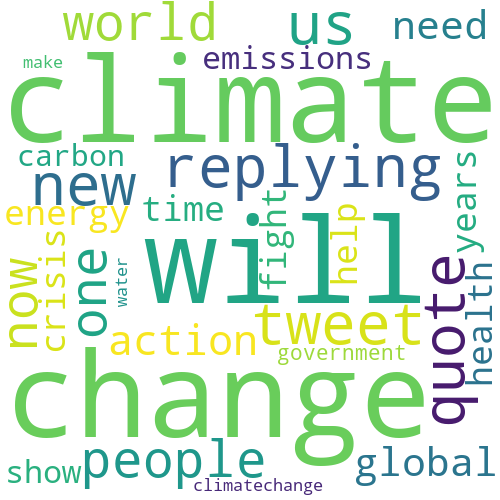 world us need
make emissions
climate
carbon replying
new
energy time
now crisis one water will fight help years
tweet quote health
action
government
change
people global
show
climatechange